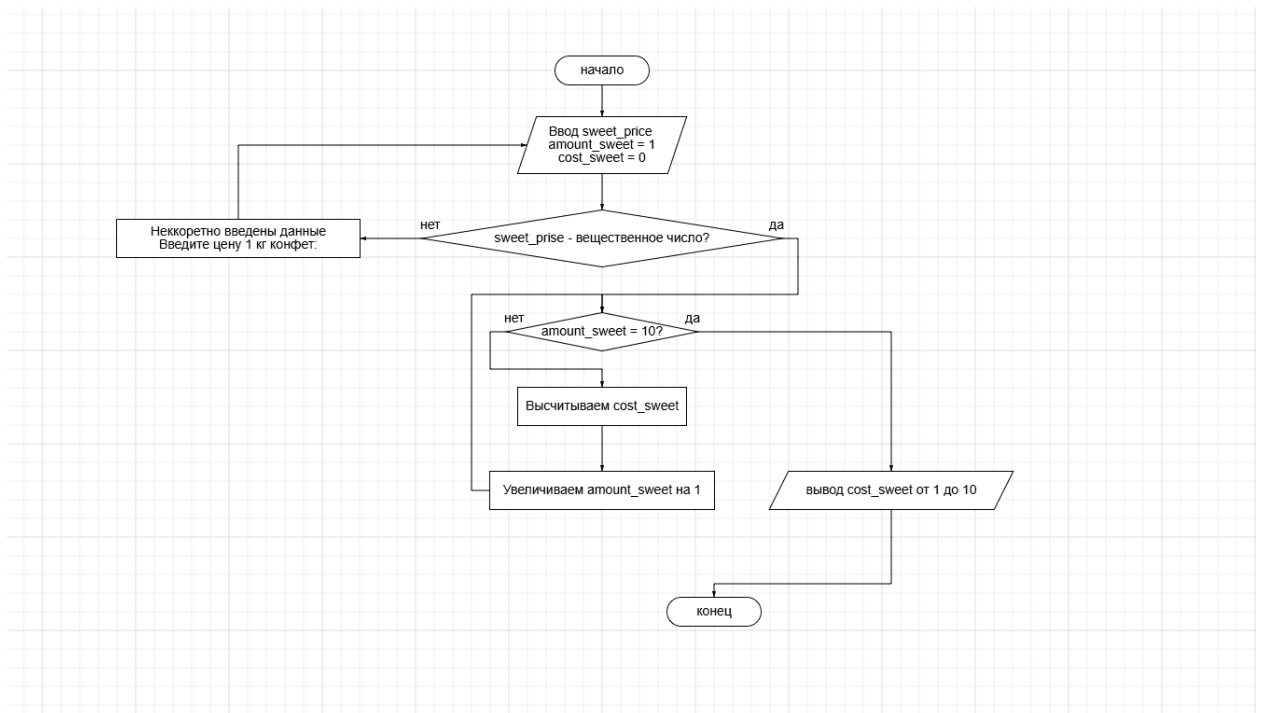 начало
Ввод sweet_price
amount_sweet = 1
cost_sweet = 0
нет
да
Неккоретно введены данные
Введите цену 1 кг конфет:
sweet_prise - вещественное число?
нет
да
amount_sweet = 10?
Высчитываем cost_sweet
Увеличиваем amount_sweet на 1
вывод cost_sweet от 1 до 10
конец